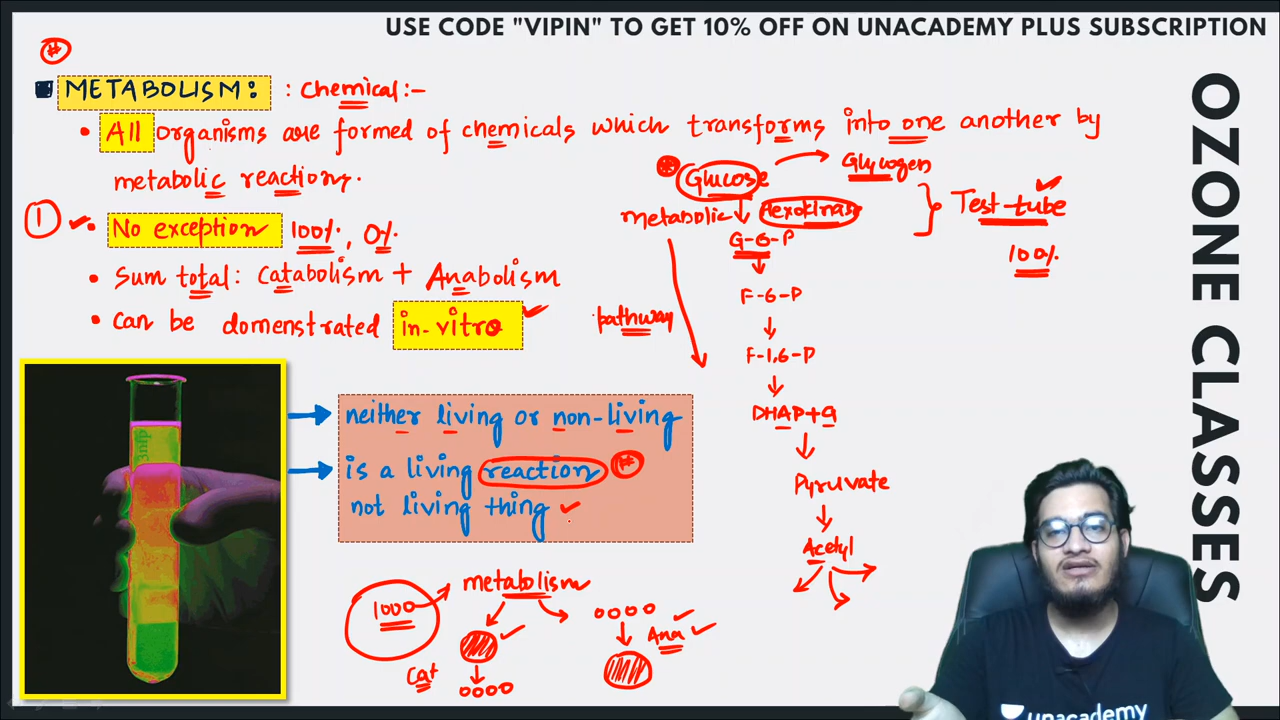 USE CODE "VIPIN" TO GET 10% OFF ON UNACADEMY PLUS SUBSCRIPTION
METABOLISM: : Chemical:-
• All organisms are formed of chemicals which transforms into one another by
metabolic reactions.
1 No exception 100%, 0%.
• Sum total: Catabolism + Anabolism
• Can be domenstrated in-vitro
Glucose
Glycogen
metabolic
Hexokinase
G-6-P
F-6-P
F-1,6-P
DHAP+G
Pyruvate
Acetyl
pathway
Test-tube
100%
neither living or non-living
is a living reaction
not living thing
1000
metabolism
Cat
Ana
OZONE CLASSES
unacademy